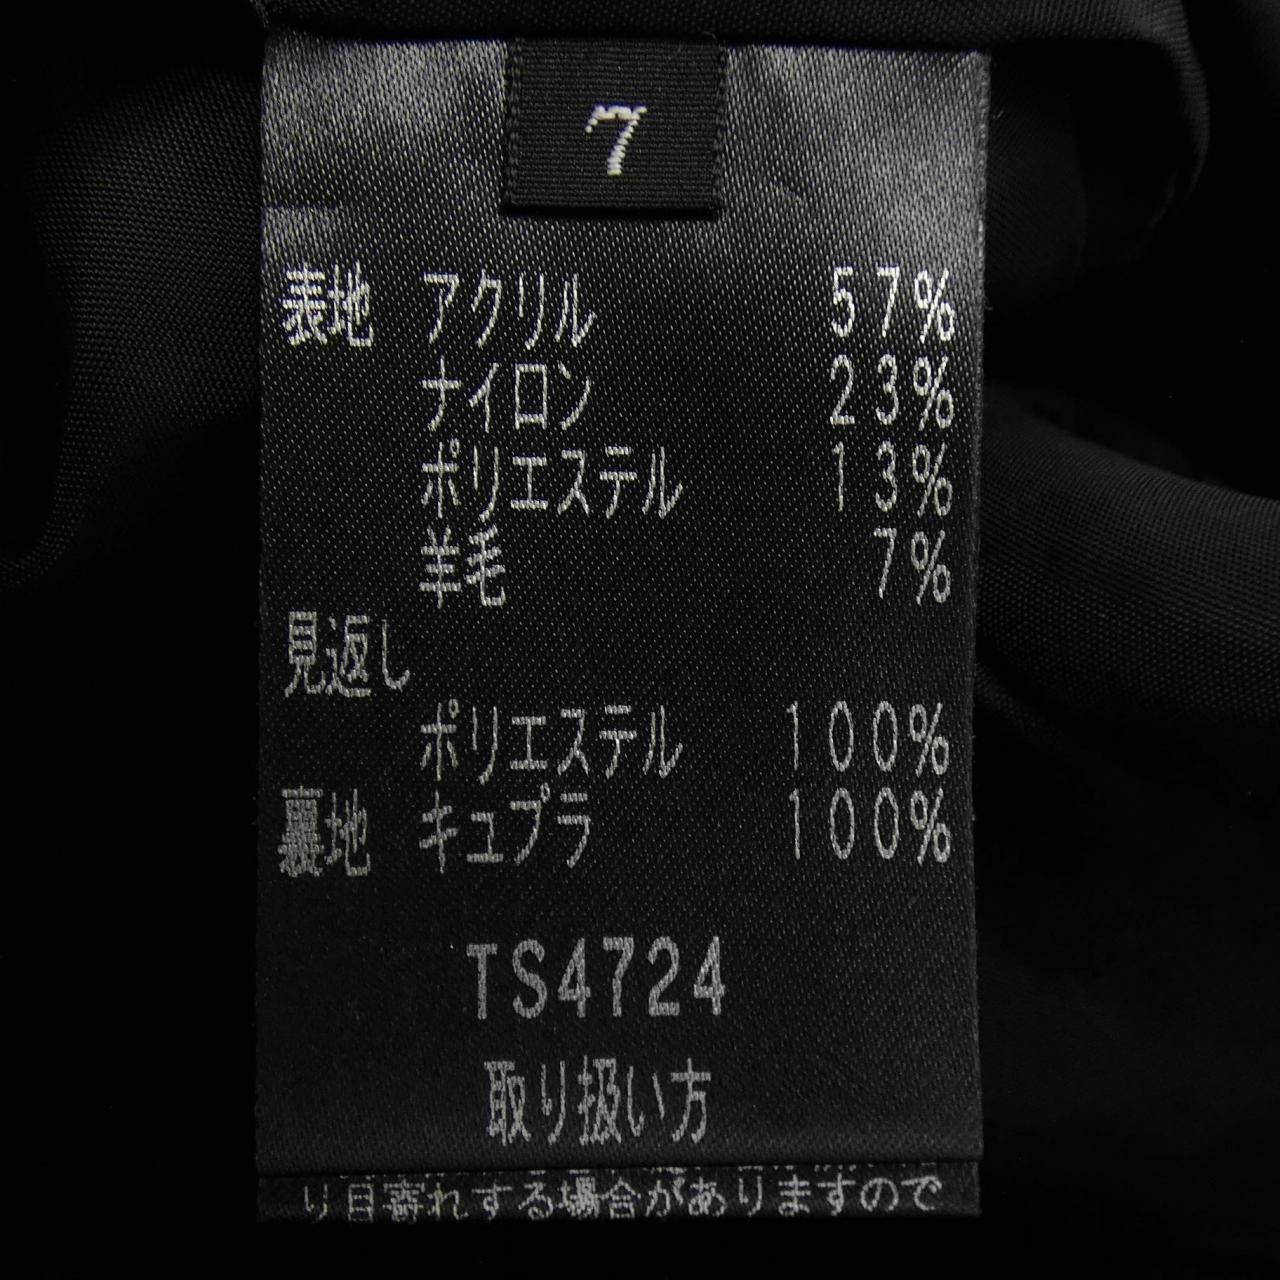 7
表地 アクリル 57%
ナイロン 23%
ポリエステル 13%
羊毛 7%
見返し
ポリエステル 100%
裏地 キュプラ 100%
TS4724
取り扱い方
り目寄れする場合がありますので